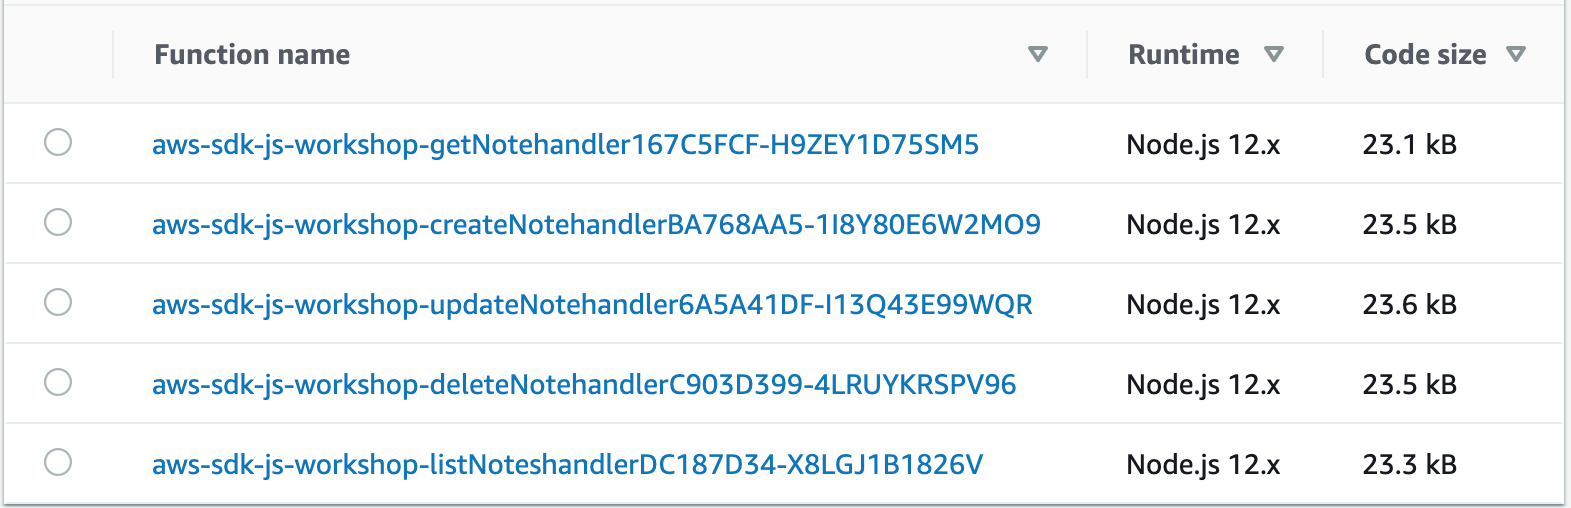 Function name Runtime Code size
aws-sdk-js-workshop-getNotehandler167C5FCF-H9ZEY1D75SM5 Node.js 12.x 23.1 kB
aws-sdk-js-workshop-createNotehandlerBA768AA5-1I8Y80E6W2MO9 Node.js 12.x 23.5 kB
aws-sdk-js-workshop-updateNotehandler6A5A41DF-I13Q43E99WQR Node.js 12.x 23.6 kB
aws-sdk-js-workshop-deleteNotehandlerC903D399-4LRUYKRSPV96 Node.js 12.x 23.5 kB
aws-sdk-js-workshop-listNoteshandlerDC187D34-X8LGJ1B1826V Node.js 12.x 23.3 kB